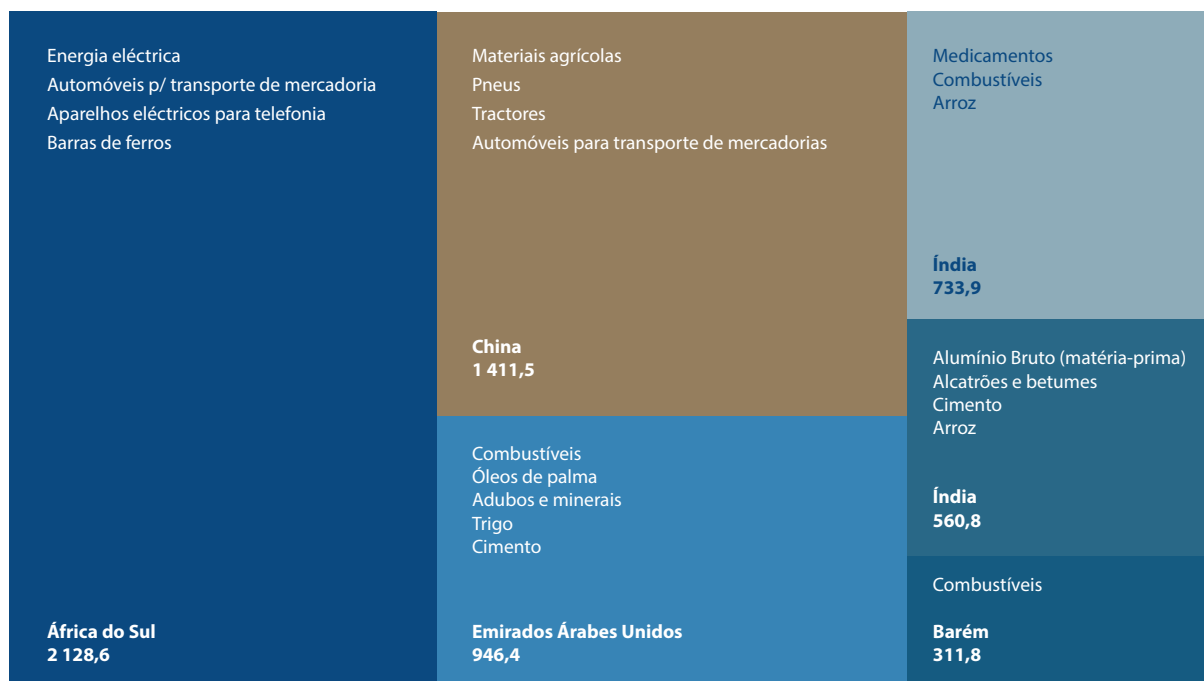 Energia eléctrica
Automóveis p/ transporte de mercadoria
Aparelhos eléctricos para telefonia
Barras de ferros
África do Sul
2 128,6
Materiais agrícolas
Pneus
Tractores
Automóveis para transporte de mercadorias
China
1 411,5
Combustíveis
Óleos de palma
Adubos e minerais
Trigo
Cimento
Emirados Árabes Unidos
946,4
Medicamentos
Combustíveis
Arroz
Índia
733,9
Alumínio Bruto (matéria-prima)
Alcatrões e betumes
Cimento
Arroz
Índia
560,8
Combustíveis
Barém
311,8